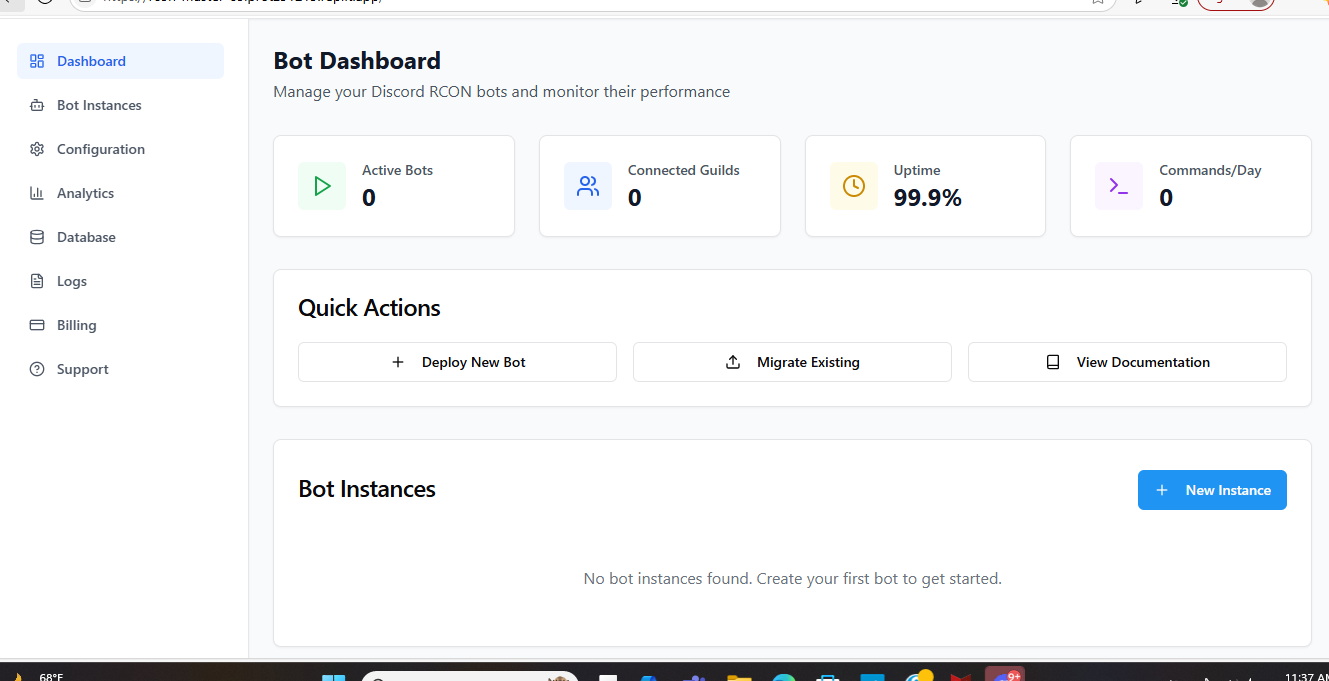 Dashboard
Bot Instances
Configuration
Analytics
Database
Logs
Billing
Support
Bot Dashboard
Manage your Discord RCON bots and monitor their performance
Active Bots
0
Connected Guilds
0
Uptime
99.9%
Commands/Day
0
Quick Actions
Deploy New Bot
Migrate Existing
View Documentation
Bot Instances
New Instance
No bot instances found. Create your first bot to get started.
68°F
9+
11:37 AM